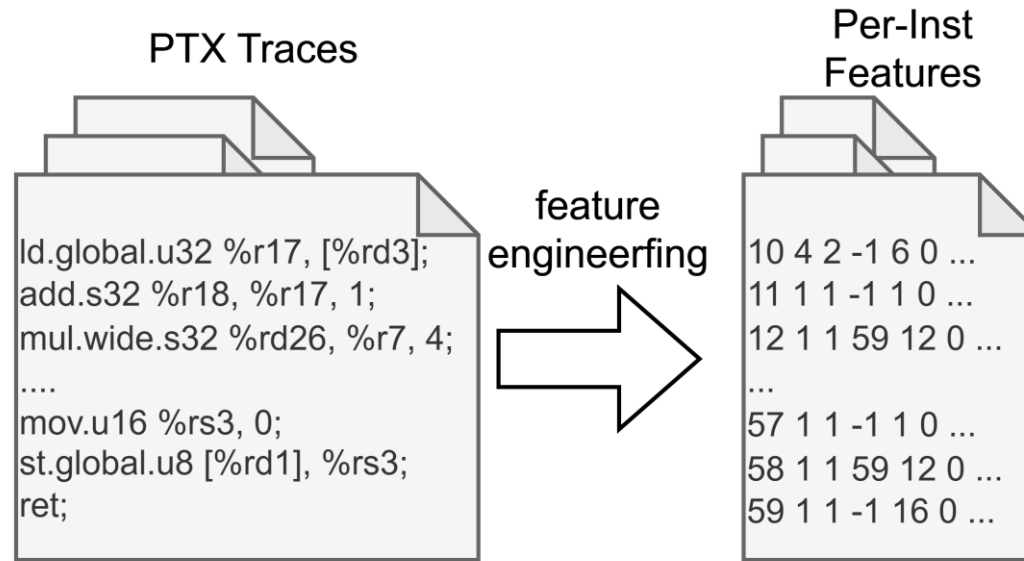 PTX Traces
ld.global.u32 %r17, [%rd3];
add.s32 %r18, %r17, 1;
mul.wide.s32 %rd26, %r7, 4;
....
mov.u16 %rs3, 0;
st.global.u8 [%rd1], %rs3;
ret;
feature
engineerfing
Per-Inst
Features
10 4 2 -1 6 0 ...
11 1 1 -1 1 0 ...
12 1 1 59 12 0 ...
...
57 1 1 -1 1 0 ...
58 1 1 59 12 0 ...
59 1 1 -1 16 0 ...